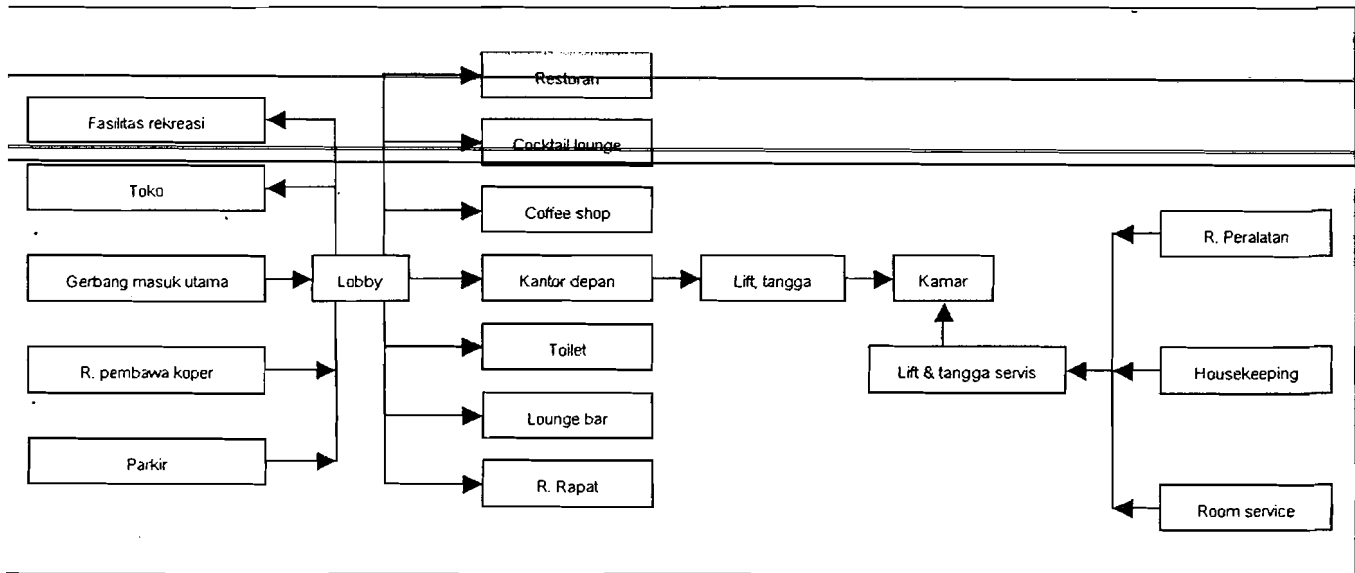 Restoran
Fasilitas rekreasi
Cocktail lounge
Toko
Coffee shop
R. Peralatan
Gerbang masuk utama
Lobby
Kantor depan
Lift, tangga
Kamar
Toilet
R. pembawa koper
Lift & tangga servis
Housekeeping
Lounge bar
Parkir
R. Rapat
Room service